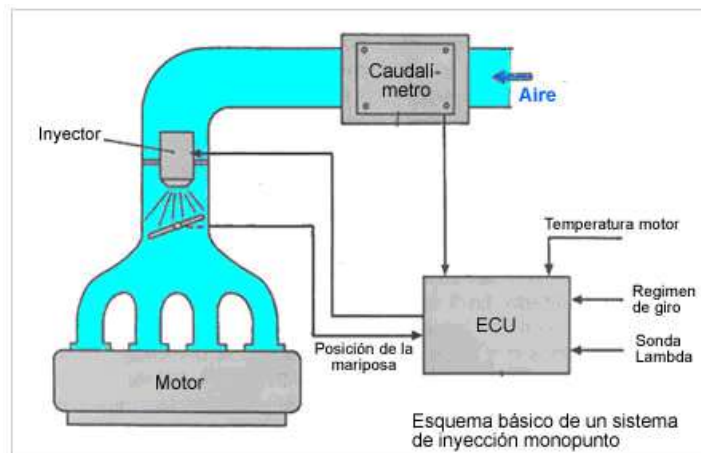 Caudalí-
metro
Aire
Inyector
Temperatura motor
Regimen
de giro
ECU
Sonda
Lambda
Posición de la
mariposa
Motor
Esquema básico de un sistema
de inyección monopunto